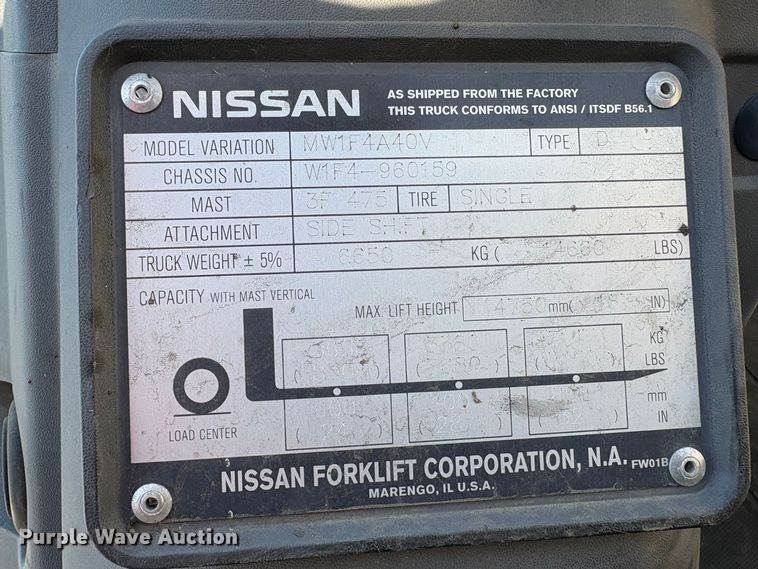 NISSAN
AS SHIPPED FROM THE FACTORY
THIS TRUCK CONFORMS TO ANSI / ITSDF B56.1
MODEL VARIATION MW1F4A40V TYPE D
CHASSIS NO. W1F4-960159
MAST 3F 475 TIRE SINGLE
ATTACHMENT SIDE SHIFT
TRUCK WEIGHT ± 5% 6650 KG ( 14660 LBS)
CAPACITY WITH MAST VERTICAL
MAX. LIFT HEIGHT 4750 mm( IN)
KG
LBS
mm
IN
LOAD CENTER
NISSAN FORKLIFT CORPORATION, N.A. FW01B
MARENGO, IL U.S.A.
Purple Wave Auction